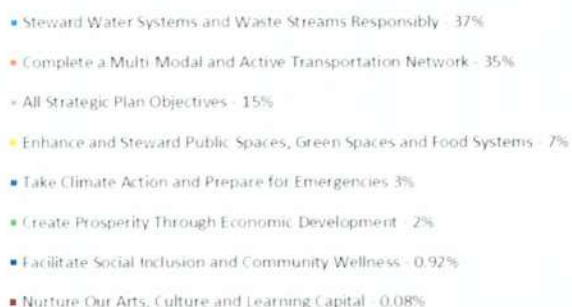 Steward Water Systems and Waste Streams Responsibly - 37%
Complete a Multi Modal and Active Transportation Network - 35%
All Strategic Plan Objectives - 15%
Enhance and Steward Public Spaces, Green Spaces and Food Systems - 7%
Take Climate Action and Prepare for Emergencies 3%
Create Prosperity Through Economic Development - 2%
Facilitate Social Inclusion and Community Wellness - 0.92%
Nurture Our Arts, Culture and Learning Capital - 0.08%